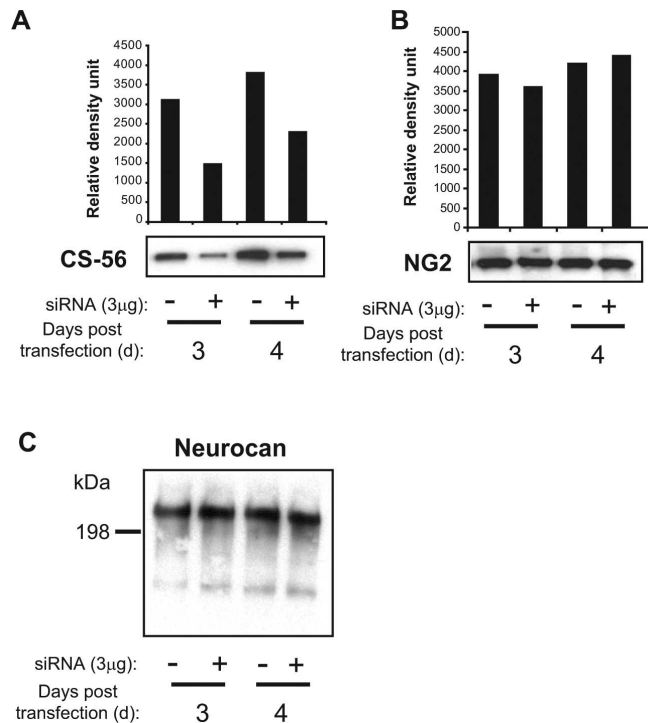 A
Relative density unit
4500
4000
3500
3000
2500
2000
1500
1000
500
0
CS-56
siRNA (3µg): - + - +
Days post
transfection (d): 3 4
B
Relative density unit
5000
4500
4000
3500
3000
2500
2000
1500
1000
500
0
NG2
siRNA (3µg): - + - +
Days post
transfection (d): 3 4
C
Neurocan
kDa
198
siRNA (3µg): - + - +
Days post
transfection (d): 3 4